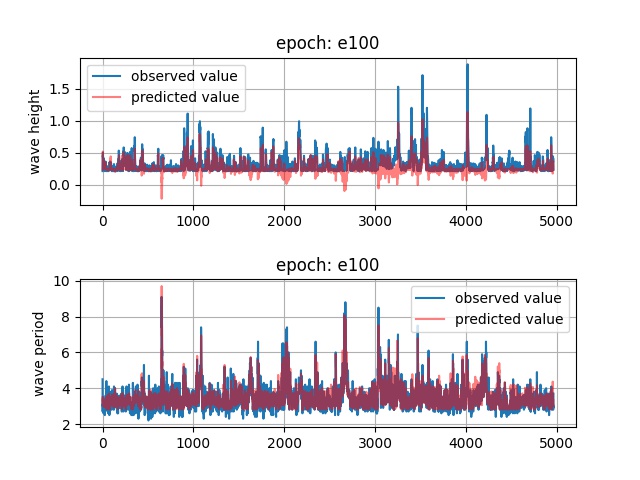 epoch: e100
wave height
1.5
1.0
0.5
0.0
observed value
predicted value
0 1000 2000 3000 4000 5000
epoch: e100
wave period
10
8
6
4
2
observed value
predicted value
0 1000 2000 3000 4000 5000